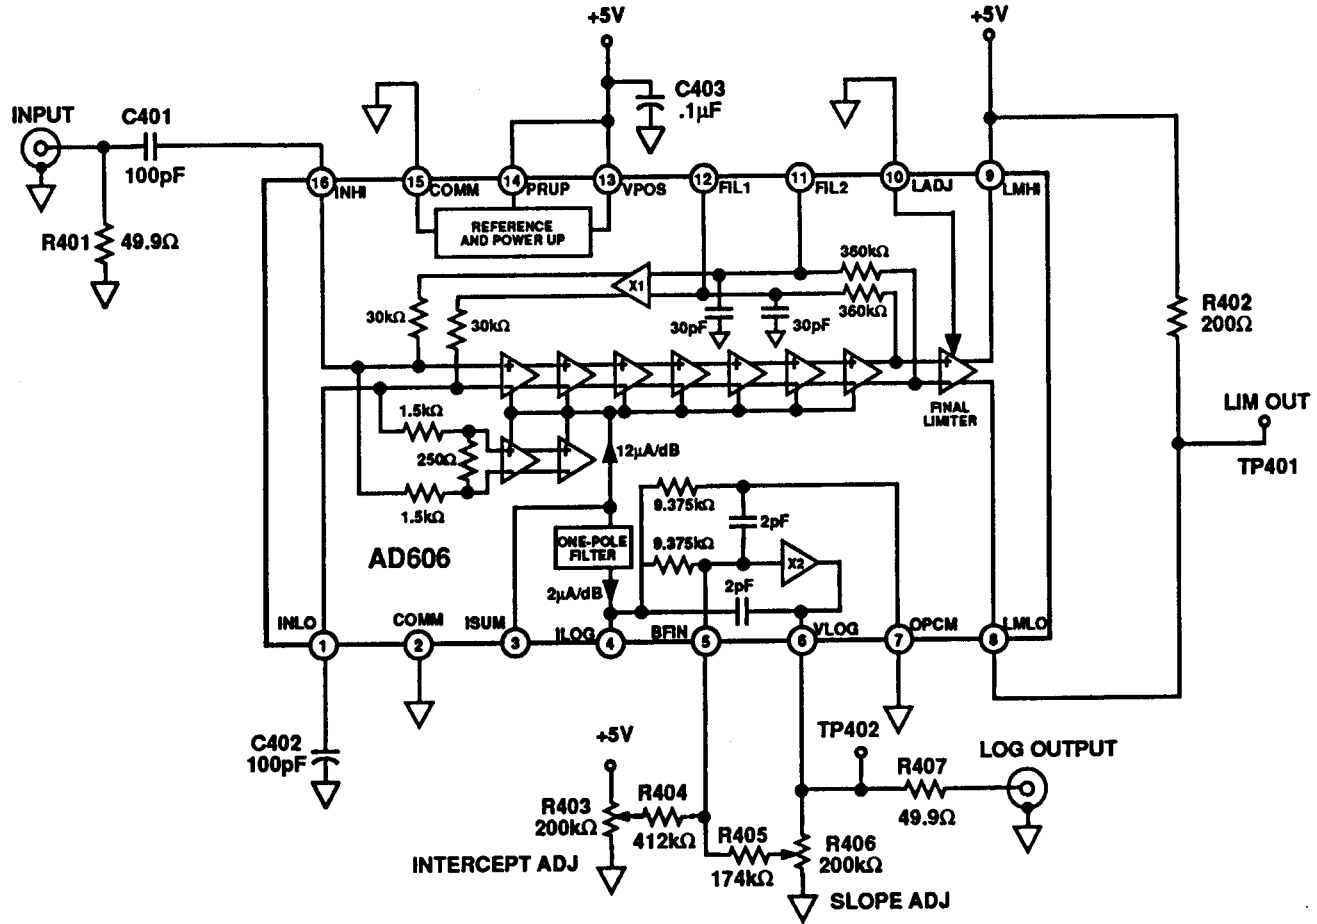 +5V
+5V
INPUT
C401
100pF
R401
49.9Ω
C403
.1µF
16
INHI
15
COMM
14
PRUP
13
VPOS
12
FIL1
11
FIL2
10
LADJ
9
LMHI
REFERENCE
AND POWER UP
X1
360kΩ
360kΩ
30kΩ
30kΩ
30pF
30pF
R402
200Ω
FINAL
LIMITER
LIM OUT
TP401
1.5kΩ
250Ω
1.5kΩ
12µA/dB
9.375kΩ
2pF
ONE-POLE
FILTER
9.375kΩ
X2
2pF
2µA/dB
AD606
INLO
1
COMM
2
ISUM
3
ILOG
4
BFIN
5
VLOG
6
OPCM
7
LMLO
8
C402
100pF
+5V
R403
200kΩ
R404
412kΩ
INTERCEPT ADJ
R405
174kΩ
R406
200kΩ
SLOPE ADJ
TP402
R407
49.9Ω
LOG OUTPUT